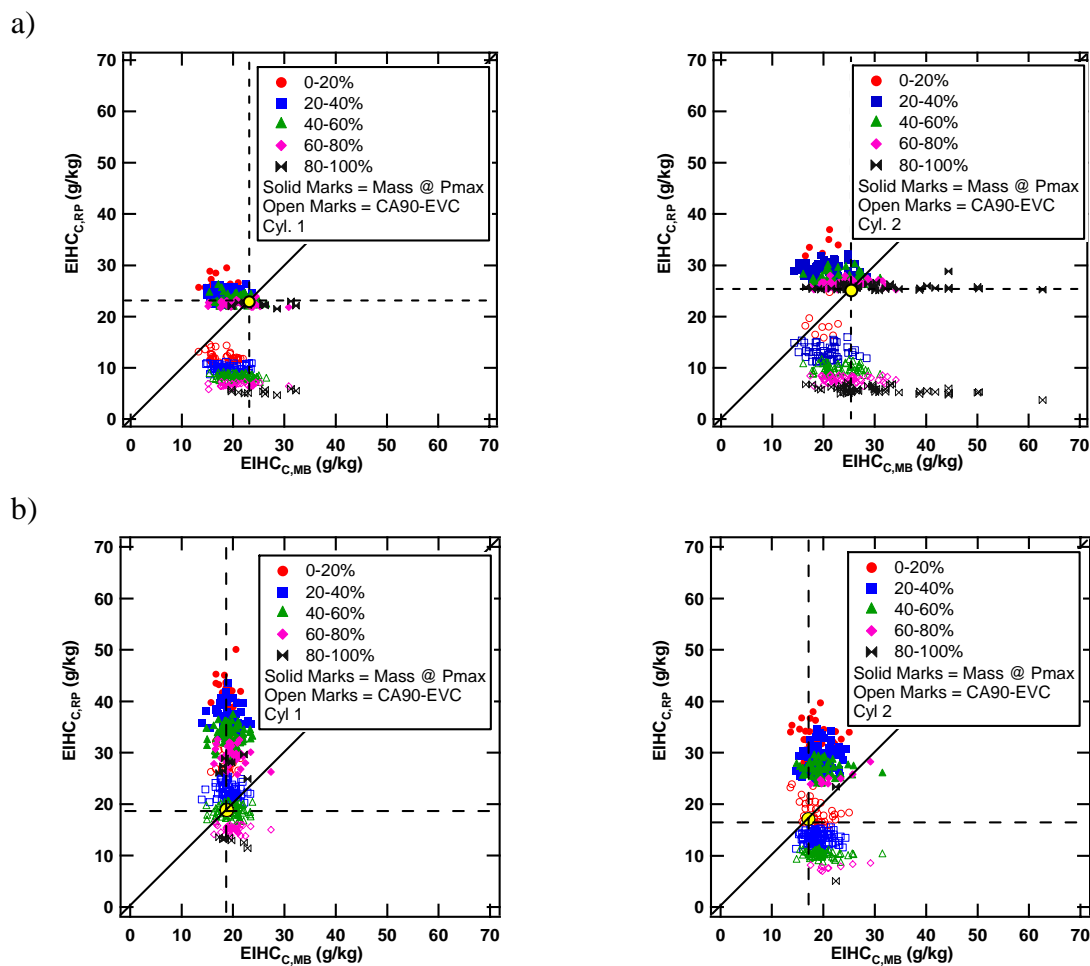 a)
70
60
50
40
30
20
10
0
EIHC_C,RP (g/kg)
0-20%
20-40%
40-60%
60-80%
80-100%
Solid Marks = Mass @ Pmax
Open Marks = CA90-EVC
Cyl. 1
0 10 20 30 40 50 60 70
EIHC_C,MB (g/kg)
70
60
50
40
30
20
10
0
EIHC_C,RP (g/kg)
0-20%
20-40%
40-60%
60-80%
80-100%
Solid Marks = Mass @ Pmax
Open Marks = CA90-EVC
Cyl. 2
0 10 20 30 40 50 60 70
EIHC_C,MB (g/kg)
b)
70
60
50
40
30
20
10
0
EIHC_C,RP (g/kg)
0-20%
20-40%
40-60%
60-80%
80-100%
Solid Marks = Mass @ Pmax
Open Marks = CA90-EVC
Cyl 1
0 10 20 30 40 50 60 70
EIHC_C,MB (g/kg)
70
60
50
40
30
20
10
0
EIHC_C,RP (g/kg)
0-20%
20-40%
40-60%
60-80%
80-100%
Solid Marks = Mass @ Pmax
Open Marks = CA90-EVC
Cyl 2
0 10 20 30 40 50 60 70
EIHC_C,MB (g/kg)